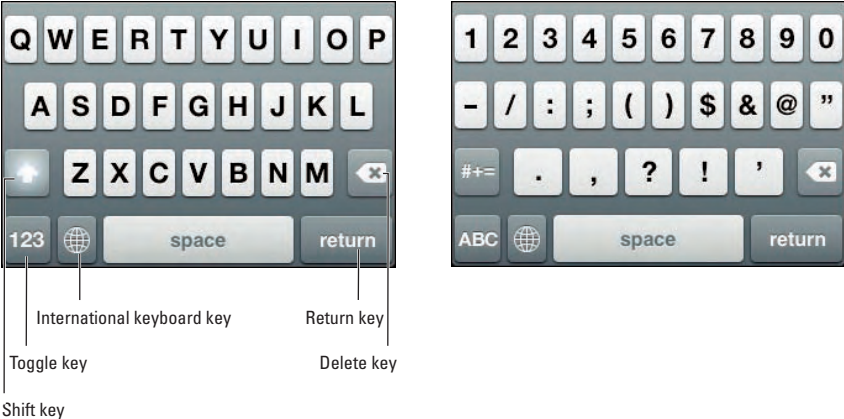 Q W E R T Y U I O P
A S D F G H J K L
Z X C V B N M
123 space return
1 2 3 4 5 6 7 8 9 0
- / : ; ( ) $ & @ ”
#+= . , ? ! ’
ABC space return
International keyboard key
Return key
Toggle key
Delete key
Shift key